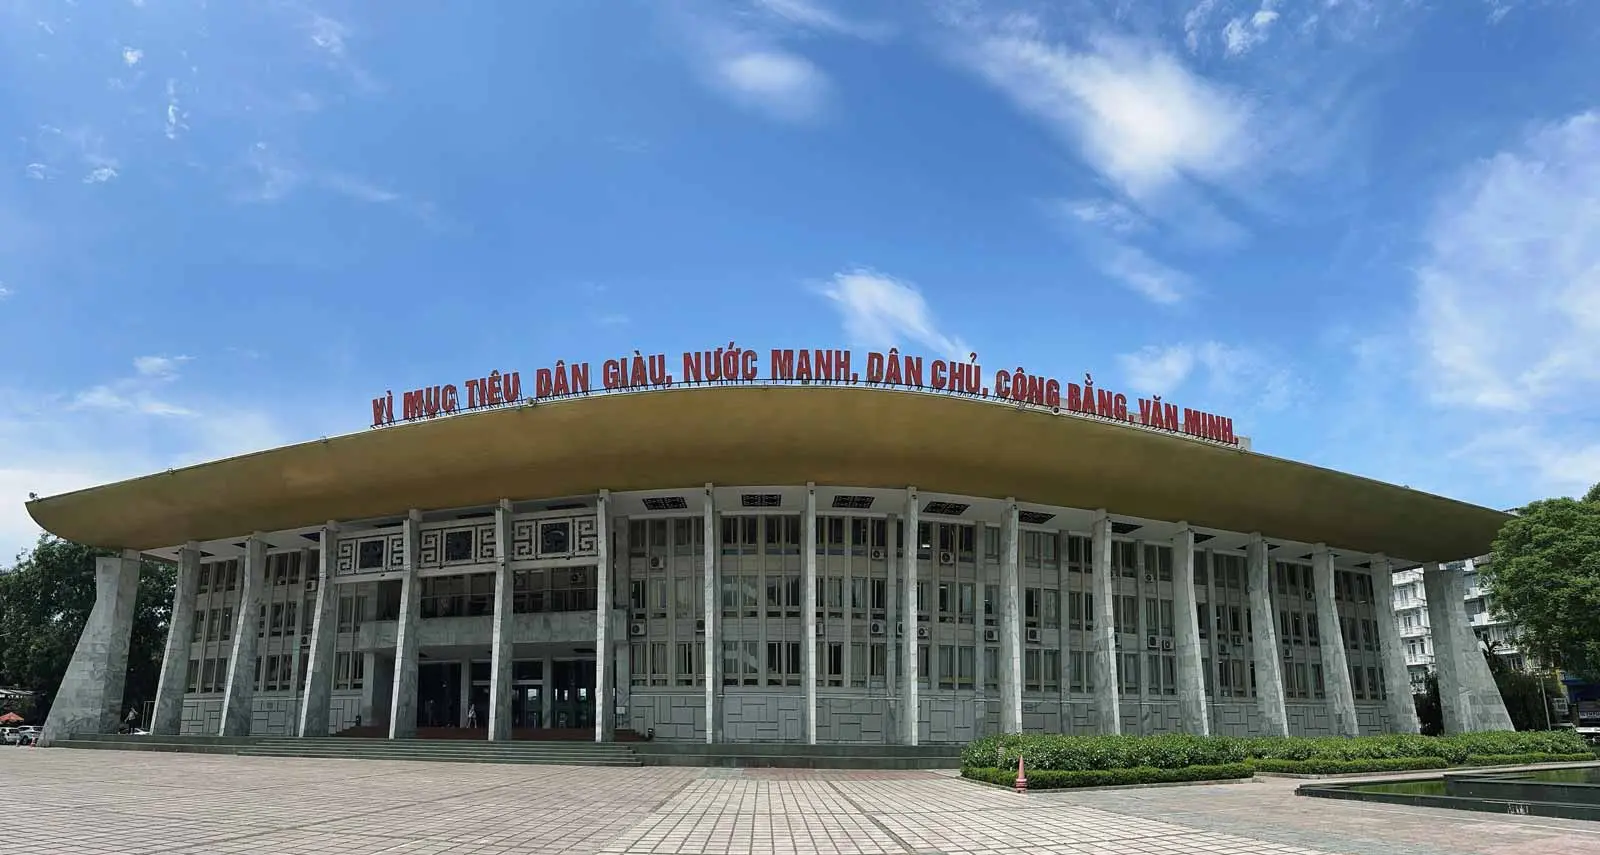 VÌ MỤC TIÊU DÂN GIÀU, NƯỚC MẠNH, DÂN CHỦ, CÔNG BẰNG, VĂN MINH.